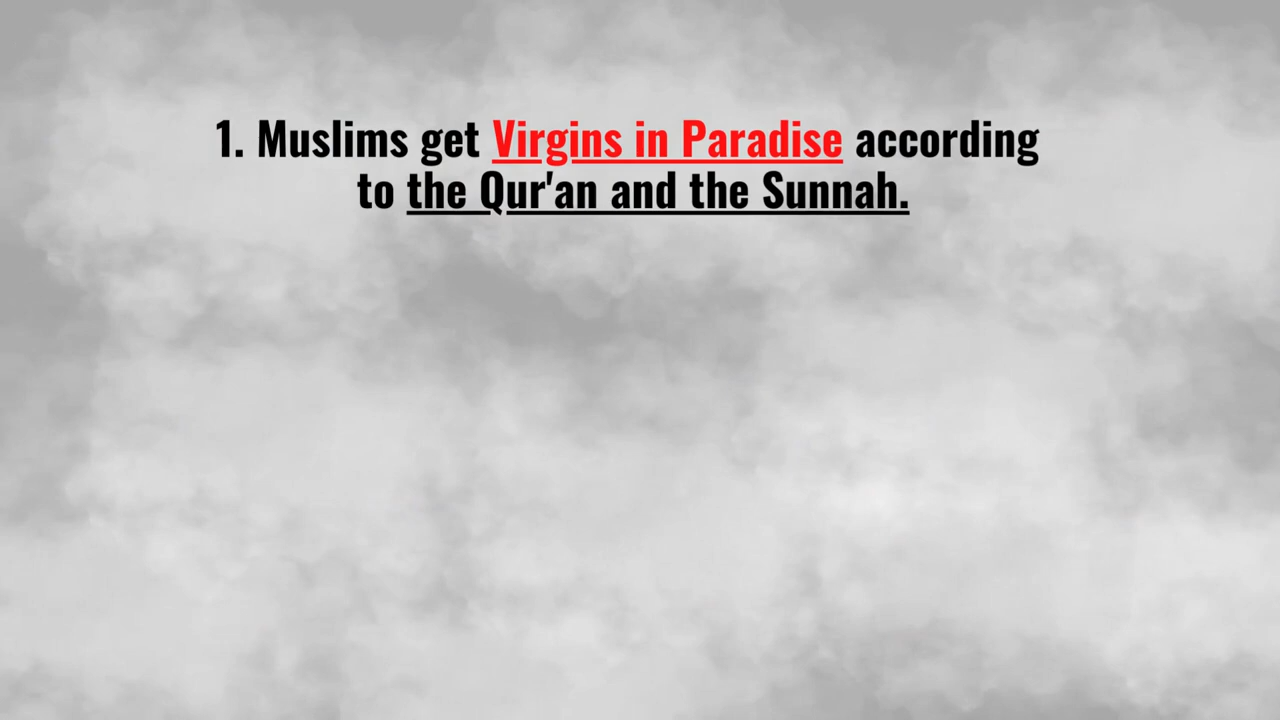 1. Muslims get Virgins in Paradise according
to the Qur'an and the Sunnah.